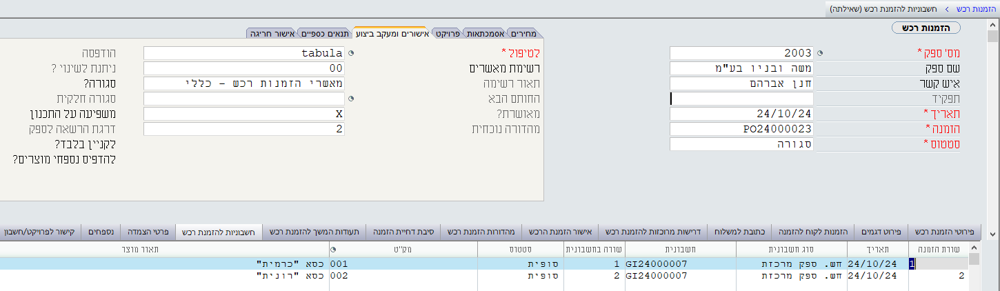 הזמנות רכש > חשבוניות להזמנת רכש (שאילתה)
הזמנות רכש
מחירים אסמכתאות פרויקט אישורים ומעקב ביצוע תנאים כספיים אישור חריגה
מס' ספק * 2003
שם ספק משה ובניו בע"מ
איש קשר חנן אברהם
תפקיד
תאריך * 24/10/24
הזמנה * PO24000023
סטטוס * סגורה
לטיפול * tabula
רשימת מאשרים 00
תאור רשימה מאשרי הזמנות רכש - כללי
החותם הבא
מאושרת? X
מהדורה נוכחית 2
הודפסה
ניתנת לשינוי ?
סגורה?
סגורה חלקית
משפיעה על התכנון
דרגת הרשאה לספק
לקניין בלבד?
להדפיס נספחי מוצרים?
פירוטי הזמנת רכש פירוט דגמים הזמנות לקוח להזמנה כתובת למשלוח דרישות מרוכזות להזמנת רכש אישור הזמנת הרכש מהדורות הזמנת רכש סיבת דחיית הזמנה תעודות המשך להזמנת רכש חשבוניות להזמנת רכש פרטי הצמדה נספחים קישור לפרויקט/חשבון
שורת הזמנה תאריך סוג חשבונית חשבונית שורה בחשבונית סטטוס מק"ט תאור מוצר
1 24/10/24 חש. ספק מרכזת GI24000007 1 סופית 001 כסא "כרמית"
2 24/10/24 חש. ספק מרכזת GI24000007 2 סופית 002 כסא "רונית"